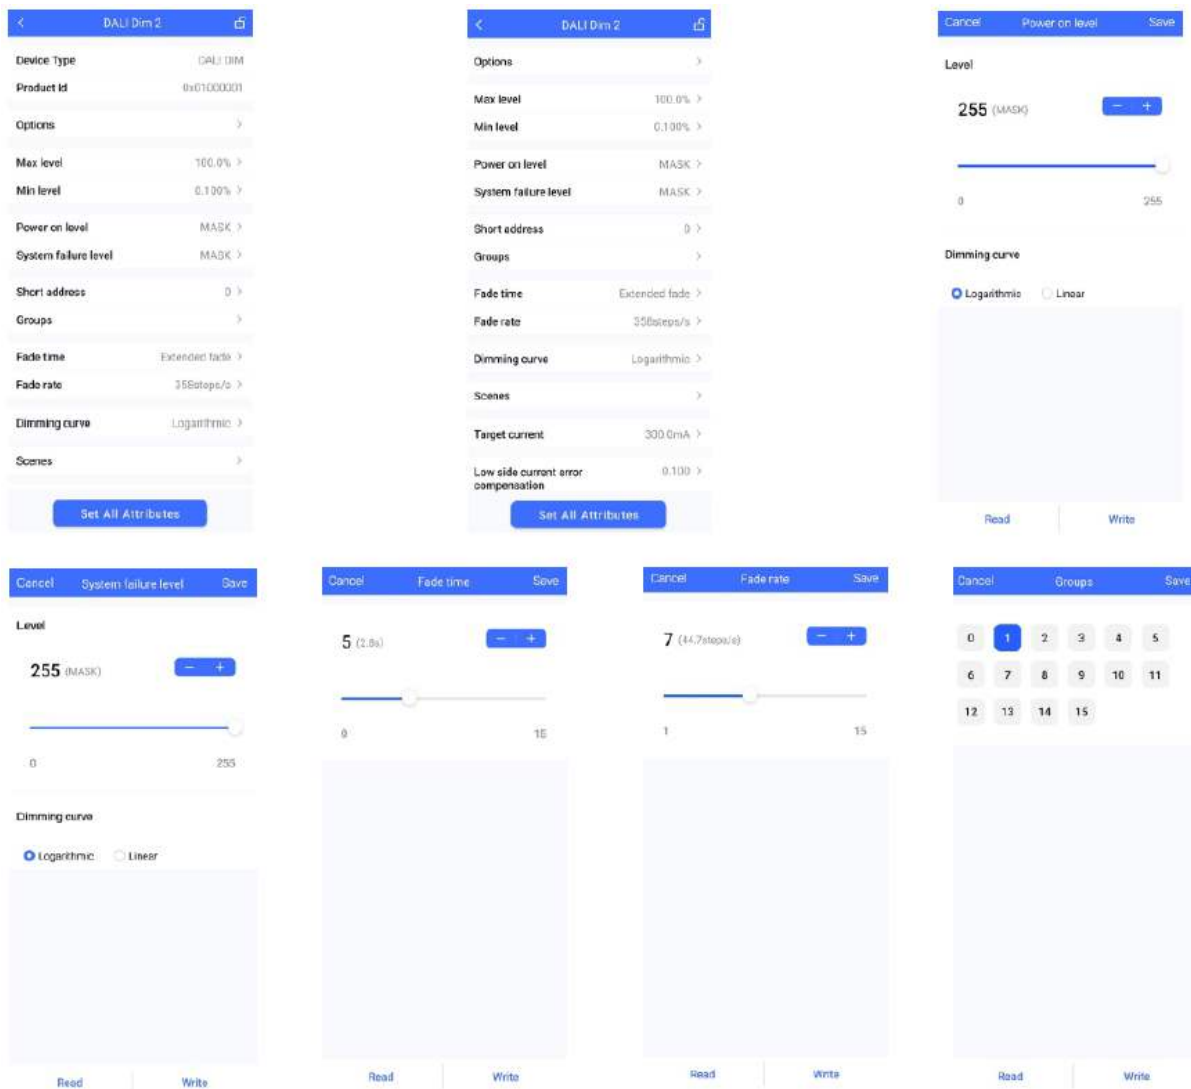 DALI Dim 2
Device Type DALI DIM
Product Id 0x01000001
Options
Max level 100.0%
Min level 0.100%
Power on level MASK
System failure level MASK
Short address 0
Groups
Fade time Extended fade
Fade rate 358steps/s
Dimming curve Logarithmic
Scenes
Set All Attributes
DALI Dim 2
Options
Max level 100.0%
Min level 0.100%
Power on level MASK
System failure level MASK
Short address 0
Groups
Fade time Extended fade
Fade rate 358steps/s
Dimming curve Logarithmic
Scenes
Target current 300.0mA
Low side current error 0.100
compensation
Set All Attributes
Cancel Power on level Save
Level
255 (MASK) − +
0 255
Dimming curve
Logarithmic Linear
Read Write
Cancel System failure level Save
Level
255 (MASK) − +
0 255
Dimming curve
Logarithmic Linear
Read Write
Cancel Fade time Save
5 (2.8s) − +
0 15
Read Write
Cancel Fade rate Save
7 (44.7steps/s) − +
1 15
Read Write
Cancel Groups Save
0 1 2 3 4 5
6 7 8 9 10 11
12 13 14 15
Read Write